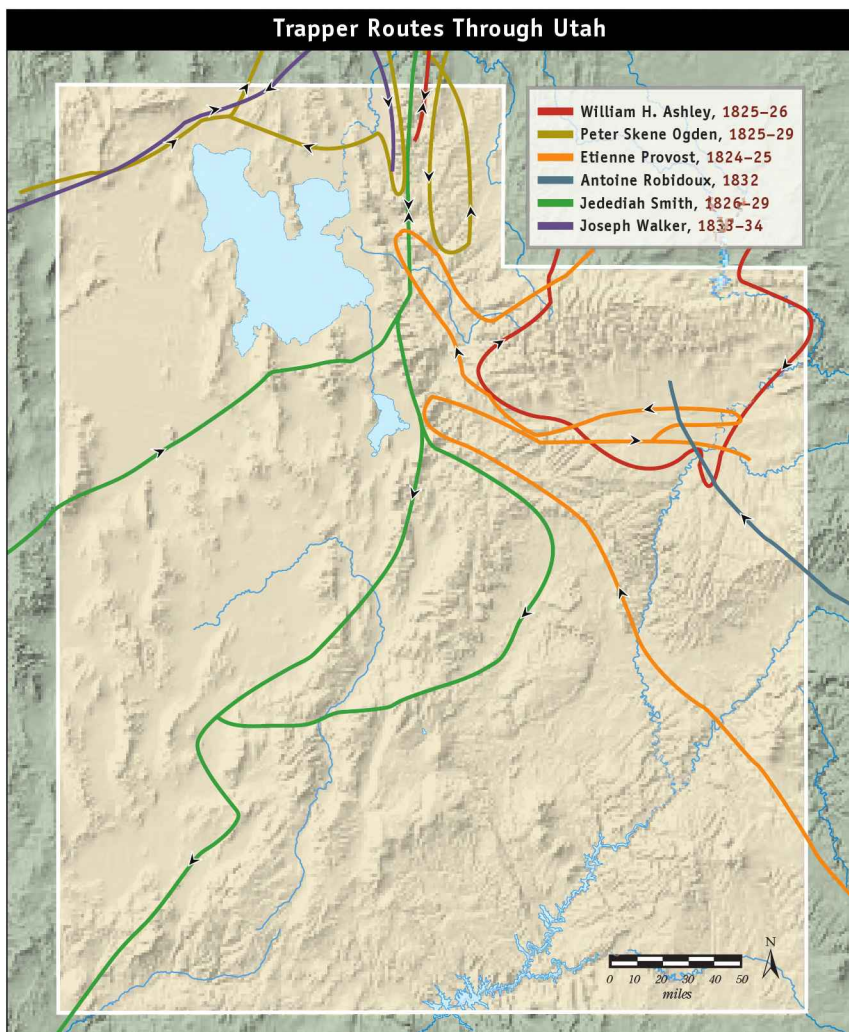 Trapper Routes Through Utah
William H. Ashley, 1825–26
Peter Skene Ogden, 1825–29
Etienne Provost, 1824–25
Antoine Robidoux, 1832
Jedediah Smith, 1826–29
Joseph Walker, 1833–34
N
0 10 20 30 40 50
miles